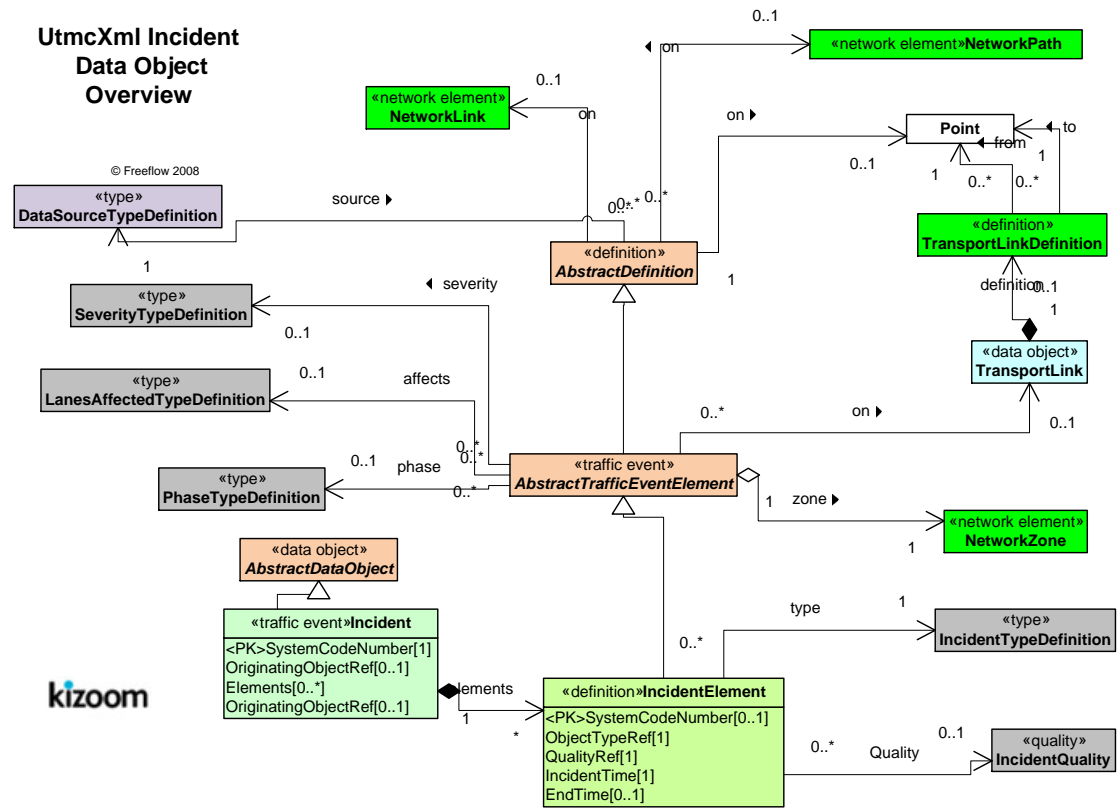 UtmcXml Incident
Data Object
Overview
© Freeflow 2008
0..1
on
«network element»NetworkPath
0..1
«network element»
NetworkLink
on
on
0..1
Point
from
to
1
1
0..*
0..*
«type»
DataSourceTypeDefinition
source
1
0..*
0..*
0..*
«definition»
AbstractDefinition
1
«definition»
TransportLinkDefinition
definition
0..1
1
«type»
SeverityTypeDefinition
severity
0..1
«data object»
TransportLink
«type»
LanesAffectedTypeDefinition
0..1
affects
0..*
on
0..1
0..*
0..*
«type»
PhaseTypeDefinition
0..1
phase
0..*
«traffic event»
AbstractTrafficEventElement
1
zone
1
«network element»
NetworkZone
«data object»
AbstractDataObject
«traffic event»Incident
<PK>SystemCodeNumber[1]
OriginatingObjectRef[0..1]
Elements[0..*]
OriginatingObjectRef[0..1]
lements
1
*
type
1
0..*
«type»
IncidentTypeDefinition
«definition»IncidentElement
<PK>SystemCodeNumber[0..1]
ObjectTypeRef[1]
QualityRef[1]
IncidentTime[1]
EndTime[0..1]
0..*
Quality
0..1
«quality»
IncidentQuality
kizoom